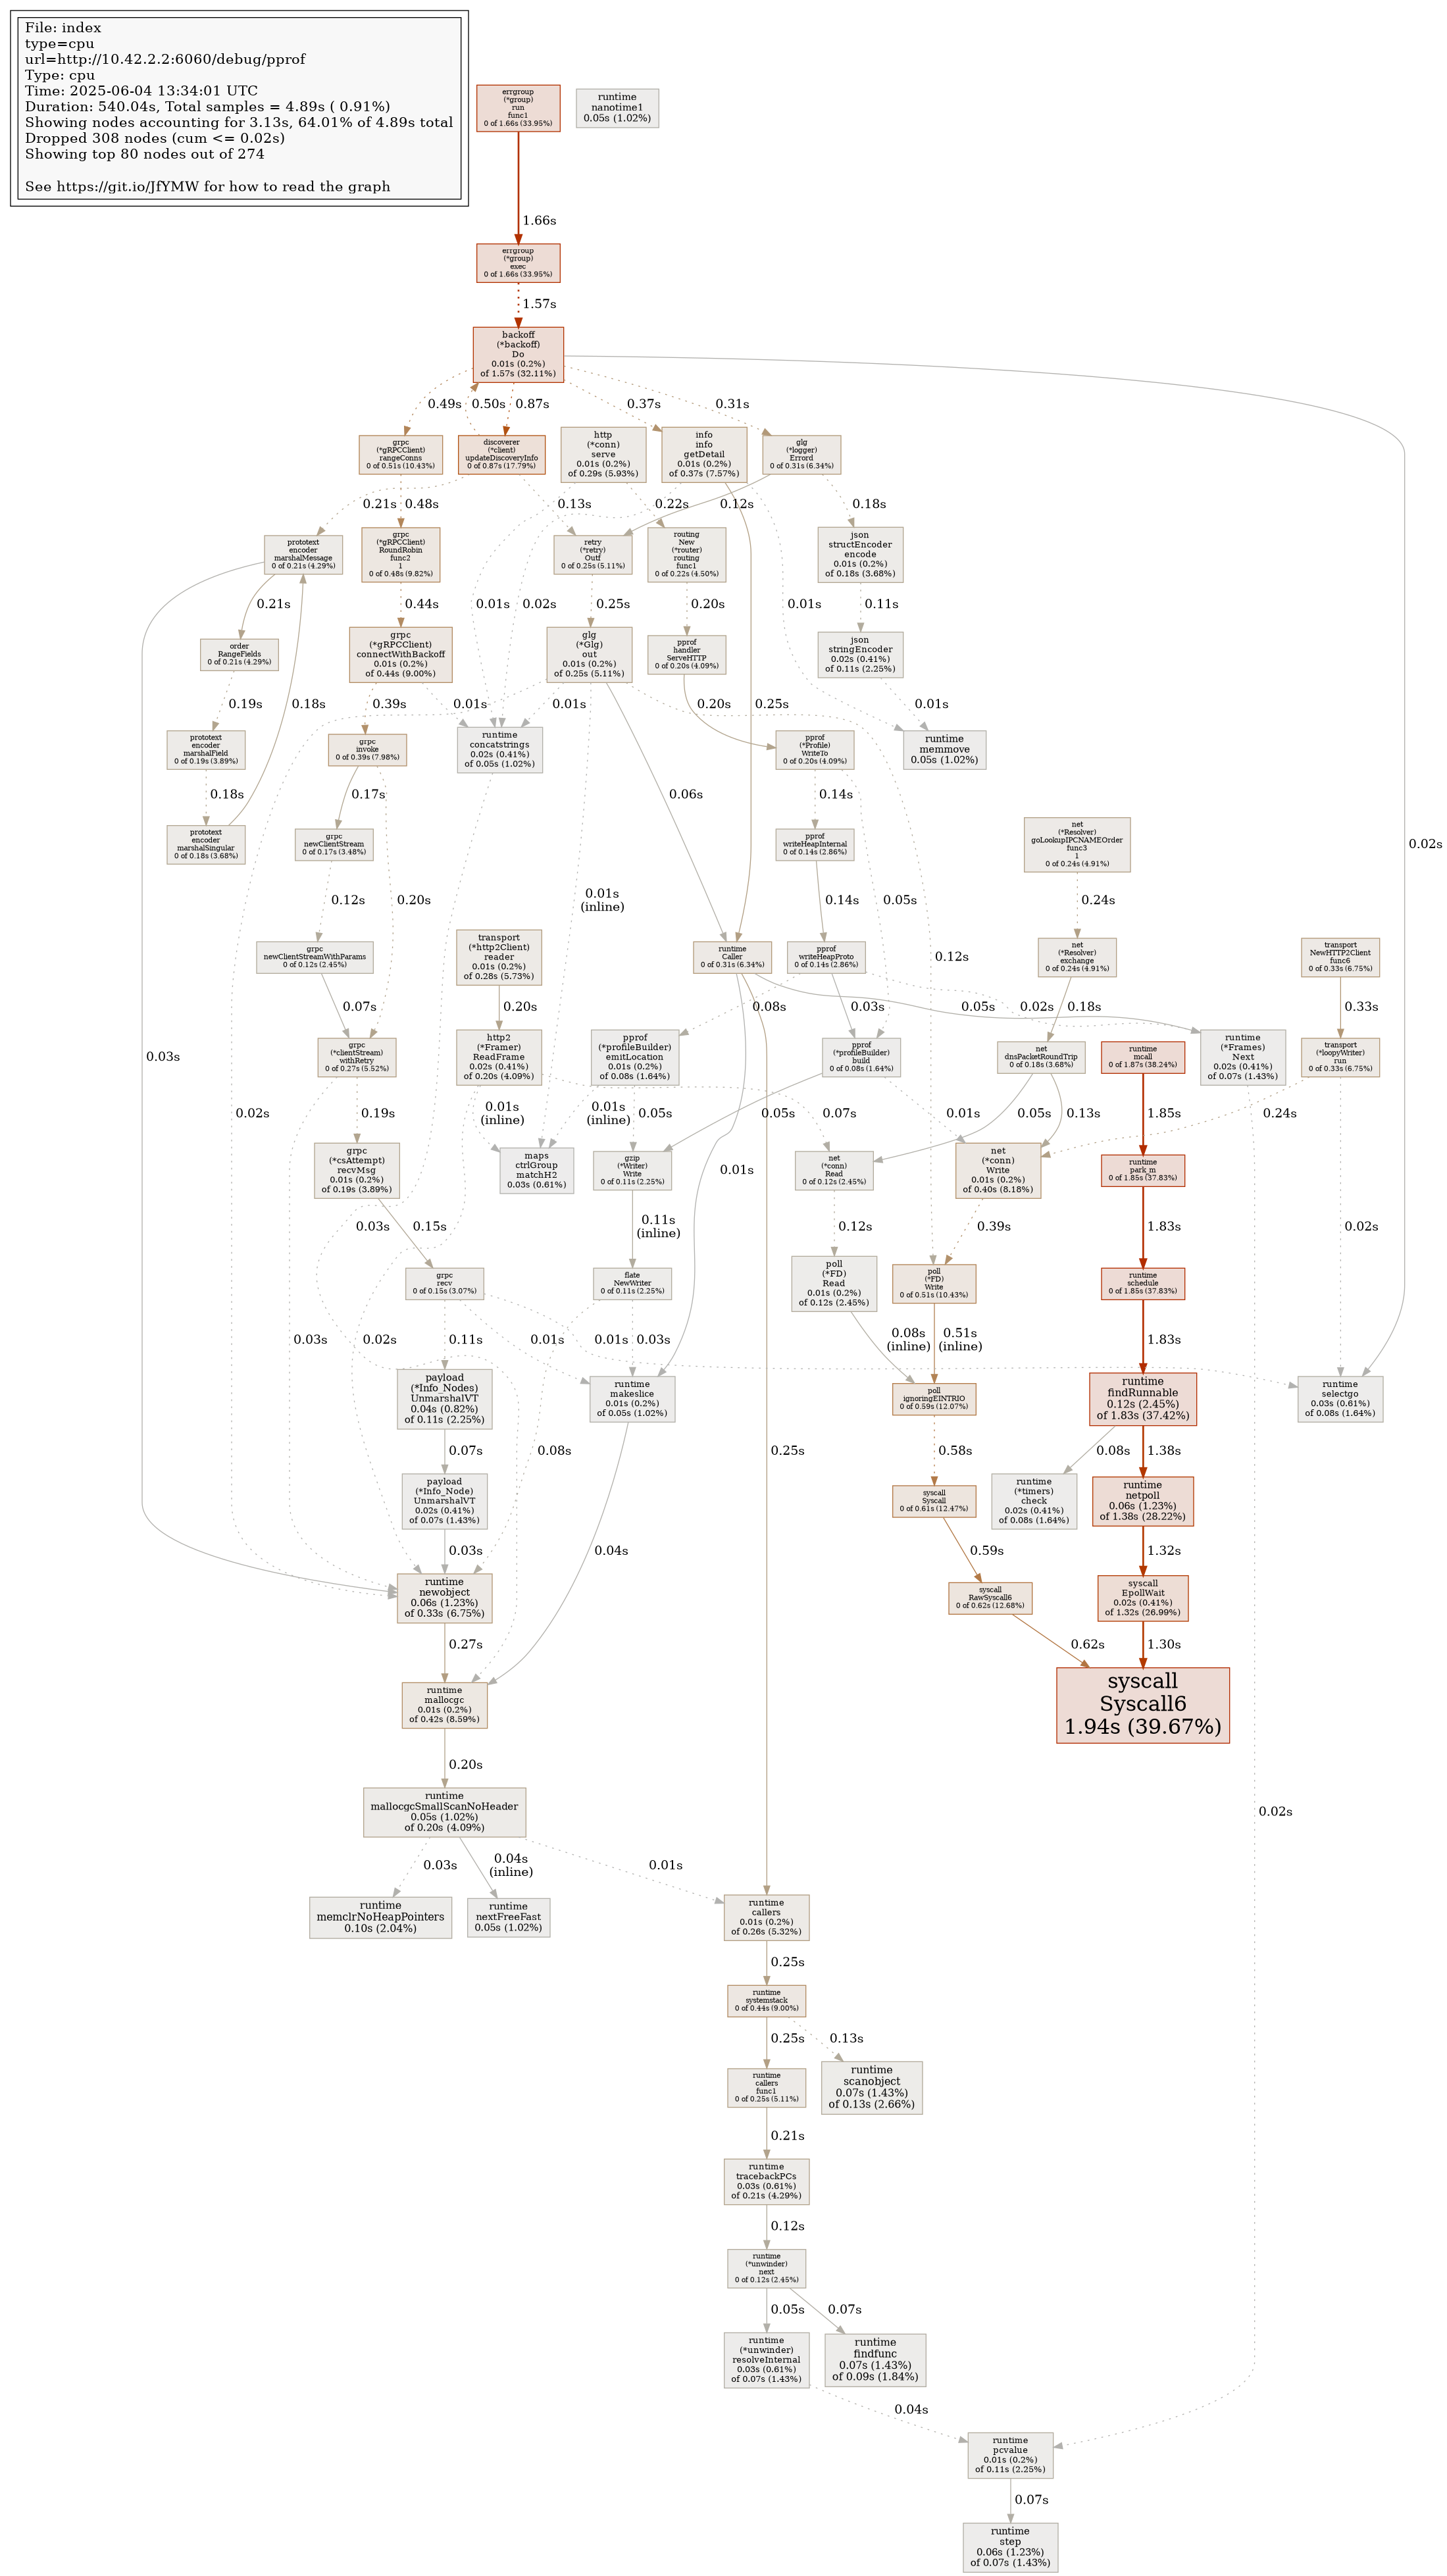 File: index
type=cpu
url=http://10.42.2.2:6060/debug/pprof
Type: cpu
Time: 2025-06-04 13:34:01 UTC
Duration: 540.04s, Total samples = 4.89s ( 0.91%)
Showing nodes accounting for 3.13s, 64.01% of 4.89s total
Dropped 308 nodes (cum <= 0.02s)
Showing top 80 nodes out of 274
See https://git.io/JfYMW for how to read the graph
errgroup
(*group)
run
func1
0 of 1.66s (33.95%)
runtime
nanotime1
0.05s (1.02%)
1.66s
errgroup
(*group)
exec
0 of 1.66s (33.95%)
1.57s
backoff
(*backoff)
Do
0.01s (0.2%)
of 1.57s (32.11%)
0.49s
0.50s
0.87s
0.37s
0.31s
grpc
(*gRPCClient)
rangeConns
0 of 0.51s (10.43%)
discoverer
(*client)
updateDiscoveryInfo
0 of 0.87s (17.79%)
http
(*conn)
serve
0.01s (0.2%)
of 0.29s (5.93%)
info
info
getDetail
0.01s (0.2%)
of 0.37s (7.57%)
glg
(*logger)
Errord
0 of 0.31s (6.34%)
0.21s
0.48s
0.13s
0.22s
0.12s
0.18s
prototext
encoder
marshalMessage
0 of 0.21s (4.29%)
grpc
(*gRPCClient)
RoundRobin
func2
1
0 of 0.48s (9.82%)
retry
(*retry)
Outf
0 of 0.25s (5.11%)
routing
New
(*router)
routing
func1
0 of 0.22s (4.50%)
json
structEncoder
encode
0.01s (0.2%)
of 0.18s (3.68%)
0.21s
0.44s
0.01s
0.02s
0.25s
0.20s
0.01s
0.11s
order
RangeFields
0 of 0.21s (4.29%)
grpc
(*gRPCClient)
connectWithBackoff
0.01s (0.2%)
of 0.44s (9.00%)
glg
(*Glg)
out
0.01s (0.2%)
of 0.25s (5.11%)
pprof
handler
ServeHTTP
0 of 0.20s (4.09%)
json
stringEncoder
0.02s (0.41%)
of 0.11s (2.25%)
0.19s
0.18s
0.39s
0.01s
0.01s
0.20s
0.25s
0.01s
prototext
encoder
marshalField
0 of 0.19s (3.89%)
grpc
invoke
0 of 0.39s (7.98%)
runtime
concatstrings
0.02s (0.41%)
of 0.05s (1.02%)
pprof
(*Profile)
WriteTo
0 of 0.20s (4.09%)
runtime
memmove
0.05s (1.02%)
0.18s
0.17s
0.06s
0.14s
prototext
encoder
marshalSingular
0 of 0.18s (3.68%)
grpc
newClientStream
0 of 0.17s (3.48%)
pprof
writeHeapInternal
0 of 0.14s (2.86%)
net
(*Resolver)
goLookupIPCNAMEOrder
func3
1
0 of 0.24s (4.91%)
0.02s
0.12s
0.20s
0.01s
(inline)
0.14s
0.05s
0.24s
grpc
newClientStreamWithParams
0 of 0.12s (2.45%)
transport
(*http2Client)
reader
0.01s (0.2%)
of 0.28s (5.73%)
runtime
Caller
0 of 0.31s (6.34%)
pprof
writeHeapProto
0 of 0.14s (2.86%)
0.12s
net
(*Resolver)
exchange
0 of 0.24s (4.91%)
transport
NewHTTP2Client
func6
0 of 0.33s (6.75%)
0.07s
0.20s
0.08s
0.03s
0.05s
0.02s
0.18s
0.33s
0.03s
grpc
(*clientStream)
withRetry
0 of 0.27s (5.52%)
http2
(*Framer)
ReadFrame
0.02s (0.41%)
of 0.20s (4.09%)
pprof
(*profileBuilder)
emitLocation
0.01s (0.2%)
of 0.08s (1.64%)
pprof
(*profileBuilder)
build
0 of 0.08s (1.64%)
net
dnsPacketRoundTrip
0 of 0.18s (3.68%)
runtime
mcall
0 of 1.87s (38.24%)
runtime
(*Frames)
Next
0.02s (0.41%)
of 0.07s (1.43%)
transport
(*loopyWriter)
run
0 of 0.33s (6.75%)
0.02s
0.19s
0.01s
(inline)
0.01s
(inline)
0.05s
0.05s
0.07s
0.01s
0.05s
0.13s
1.85s
0.24s
grpc
(*csAttempt)
recvMsg
0.01s (0.2%)
of 0.19s (3.89%)
maps
ctrlGroup
matchH2
0.03s (0.61%)
gzip
(*Writer)
Write
0 of 0.11s (2.25%)
0.01s
net
(*conn)
Read
0 of 0.12s (2.45%)
net
(*conn)
Write
0.01s (0.2%)
of 0.40s (8.18%)
runtime
park_m
0 of 1.85s (37.83%)
0.03s
0.15s
0.11s
(inline)
0.12s
0.39s
1.83s
0.02s
grpc
recv
0 of 0.15s (3.07%)
flate
NewWriter
0 of 0.11s (2.25%)
poll
(*FD)
Read
0.01s (0.2%)
of 0.12s (2.45%)
poll
(*FD)
Write
0 of 0.51s (10.43%)
runtime
schedule
0 of 1.85s (37.83%)
0.03s
0.02s
0.11s
0.01s
0.01s
0.03s
0.08s
(inline)
0.51s
(inline)
1.83s
payload
(*Info_Nodes)
UnmarshalVT
0.04s (0.82%)
of 0.11s (2.25%)
runtime
makeslice
0.01s (0.2%)
of 0.05s (1.02%)
poll
ignoringEINTRIO
0 of 0.59s (12.07%)
runtime
findRunnable
0.12s (2.45%)
of 1.83s (37.42%)
runtime
selectgo
0.03s (0.61%)
of 0.08s (1.64%)
0.07s
0.08s
0.25s
0.58s
0.08s
1.38s
payload
(*Info_Node)
UnmarshalVT
0.02s (0.41%)
of 0.07s (1.43%)
syscall
Syscall
0 of 0.61s (12.47%)
runtime
(*timers)
check
0.02s (0.41%)
of 0.08s (1.64%)
runtime
netpoll
0.06s (1.23%)
of 1.38s (28.22%)
0.03s
0.04s
0.59s
1.32s
runtime
newobject
0.06s (1.23%)
of 0.33s (6.75%)
syscall
RawSyscall6
0 of 0.62s (12.68%)
syscall
EpollWait
0.02s (0.41%)
of 1.32s (26.99%)
0.27s
0.62s
1.30s
runtime
mallocgc
0.01s (0.2%)
of 0.42s (8.59%)
syscall
Syscall6
1.94s (39.67%)
0.20s
runtime
mallocgcSmallScanNoHeader
0.05s (1.02%)
of 0.20s (4.09%)
0.02s
0.03s
0.04s
(inline)
0.01s
runtime
memclrNoHeapPointers
0.10s (2.04%)
runtime
nextFreeFast
0.05s (1.02%)
runtime
callers
0.01s (0.2%)
of 0.26s (5.32%)
0.25s
runtime
systemstack
0 of 0.44s (9.00%)
0.25s
0.13s
runtime
callers
func1
0 of 0.25s (5.11%)
runtime
scanobject
0.07s (1.43%)
of 0.13s (2.66%)
0.21s
runtime
tracebackPCs
0.03s (0.61%)
of 0.21s (4.29%)
0.12s
runtime
(*unwinder)
next
0 of 0.12s (2.45%)
0.05s
0.07s
runtime
(*unwinder)
resolveInternal
0.03s (0.61%)
of 0.07s (1.43%)
runtime
findfunc
0.07s (1.43%)
of 0.09s (1.84%)
0.04s
runtime
pcvalue
0.01s (0.2%)
of 0.11s (2.25%)
0.07s
runtime
step
0.06s (1.23%)
of 0.07s (1.43%)